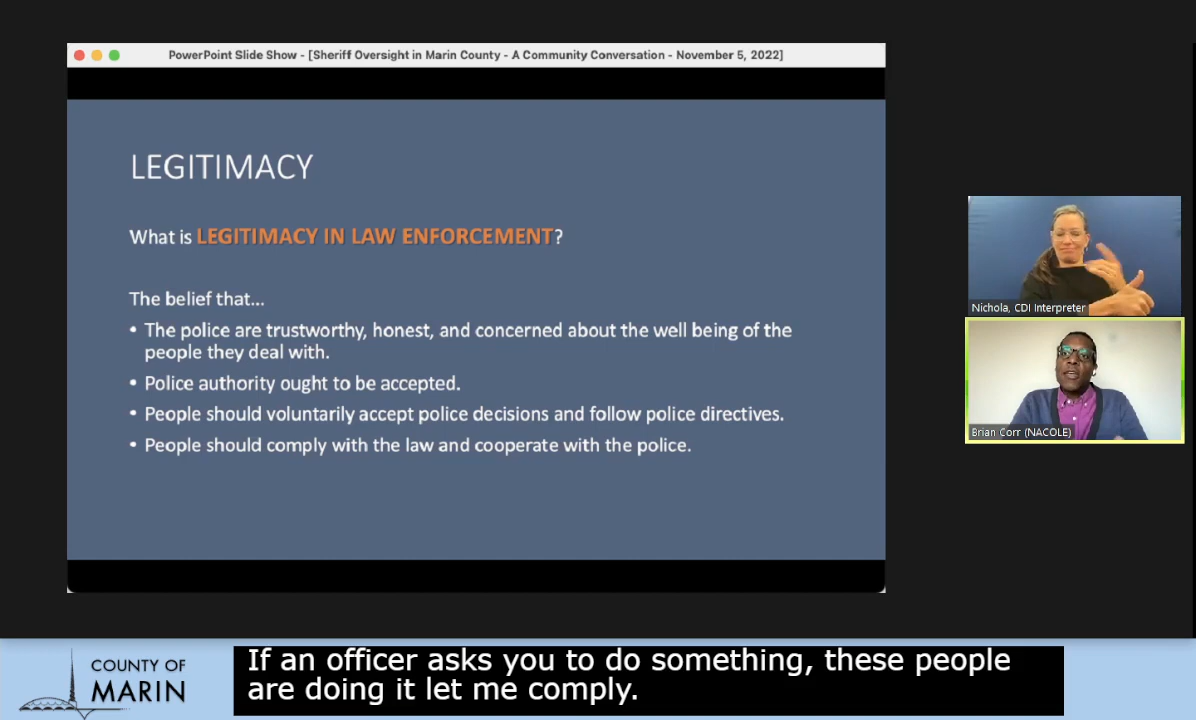 PowerPoint Slide Show - [Sheriff Oversight in Marin County - A Community Conversation - November 5, 2022]
LEGITIMACY
What is LEGITIMACY IN LAW ENFORCEMENT?
The belief that...
• The police are trustworthy, honest, and concerned about the well being of the
people they deal with.
• Police authority ought to be accepted.
• People should voluntarily accept police decisions and follow police directives.
• People should comply with the law and cooperate with the police.
Nichola, CDI Interpreter
Brian Corr (NACOLE)
COUNTY OF
MARIN
If an officer asks you to do something, these people
are doing it let me comply.